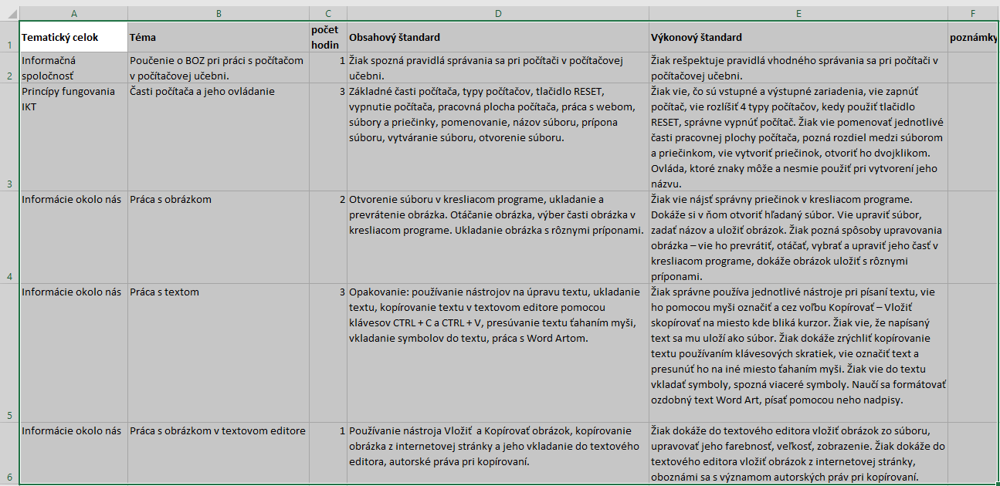 A B C D E F
1 Tematický celok Téma počet hodin Obsahový štandard Výkonový štandard poznámky
2 Informačná
spoločnosť
Poučenie o BOZ pri práci s počítačom
v počítačovej učebni.
1
Žiak spozná pravidlá správania sa pri počítači v počítačovej
učebni.
Žiak rešpektuje pravidlá vhodného správania sa pri počítači v
počítačovej učebni.
3 Princípy fungovania
IKT
Časti počítača a jeho ovládanie
3
Základné časti počítača, typy počítačov, tlačidlo RESET,
vypnutie počítača, pracovná plocha počítača, práca s webom,
súbory a priečinky, pomenovanie, názov súboru, prípona
súboru, vytváranie súboru, otvorenie súboru.
Žiak vie, čo sú vstupné a výstupné zariadenia, vie zapnúť
počítač, vie rozlíšiť 4 typy počítačov, kedy použiť tlačidlo
RESET, správne vypnúť počítač. Žiak vie pomenovať jednotlivé
časti pracovnej plochy počítača, pozná rozdiel medzi súborom
a priečinkom, vie vytvoriť priečinok, otvoriť ho dvojklikom.
Ovláda, ktoré znaky môže a nesmie použiť pri vytvorení jeho
názvu.
4 Informácie okolo nás
Práca s obrázkom
2
Otvorenie súboru v kresliacom programe, ukladanie a
prevrátenie obrázka. Otáčanie obrázka, výber časti obrázka v
kresliacom programe. Ukladanie obrázka s rôznymi príponami.
Žiak vie nájsť správny priečinok v kresliacom programe.
Dokáže si v ňom otvoriť hľadaný súbor. Vie upraviť súbor,
zadať názov a uložiť obrázok. Žiak pozná spôsoby upravovania
obrázka – vie ho prevrátiť, otáčať, vybrať a upraviť jeho časť v
kresliacom programe, dokáže obrázok uložiť s rôznymi
príponami.
5 Informácie okolo nás
Práca s textom
3
Opakovanie: používanie nástrojov na úpravu textu, ukladanie
textu, kopírovanie textu v textovom editore pomocou
klávesov CTRL + C a CTRL + V, presúvanie textu ťahaním myši,
vkladanie symbolov do textu, práca s Word Artom.
Žiak správne používa jednotlivé nástroje pri písaní textu, vie
ho pomocou myši označiť a cez voľbu Kopírovať – Vložiť
skopírovať na miesto kde bliká kurzor. Žiak vie, že napísaný
text sa mu uloží ako súbor. Žiak dokáže zrýchliť kopírovanie
textu používaním klávesových skratiek, vie označiť text a
presunúť ho na iné miesto ťahaním myši. Žiak vie do textu
vkladať symboly, spozná viaceré symboly. Naučí sa formátovať
ozdobný text Word Art, písať pomocou neho nadpisy.
6 Informácie okolo nás
Práca s obrázkom v textovom editore
1
Používanie nástroja Vložiť a Kopírovať obrázok, kopírovanie
obrázka z internetovej stránky a jeho vkladanie do textového
editora, autorské práva pri kopírovaní.
Žiak dokáže do textového editora vložiť obrázok zo súboru,
upravovať jeho farebnosť, veľkosť, zobrazenie. Žiak dokáže do
textového editora vložiť obrázok z internetovej stránky,
oboznámi sa s významom autorských práv pri kopírovaní.